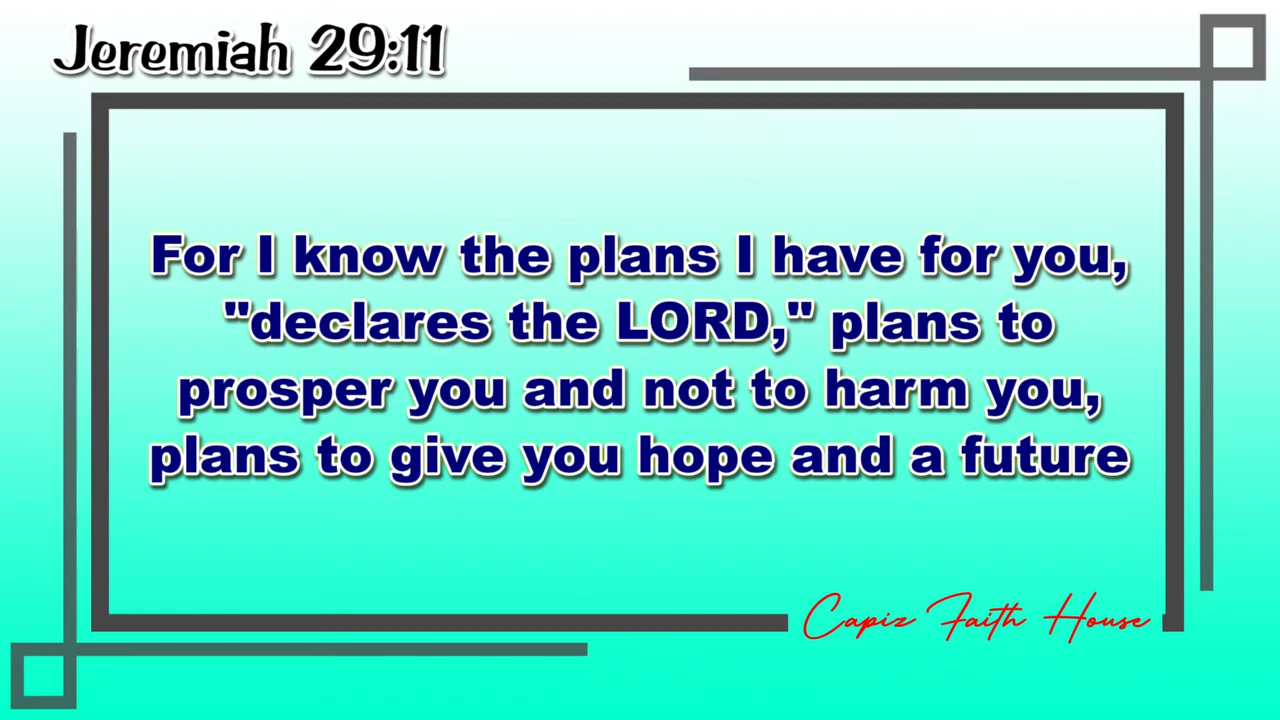 Jeremiah 29:11
For I know the plans I have for you,
"declares the LORD," plans to
prosper you and not to harm you,
plans to give you hope and a future
Capiz Faith House